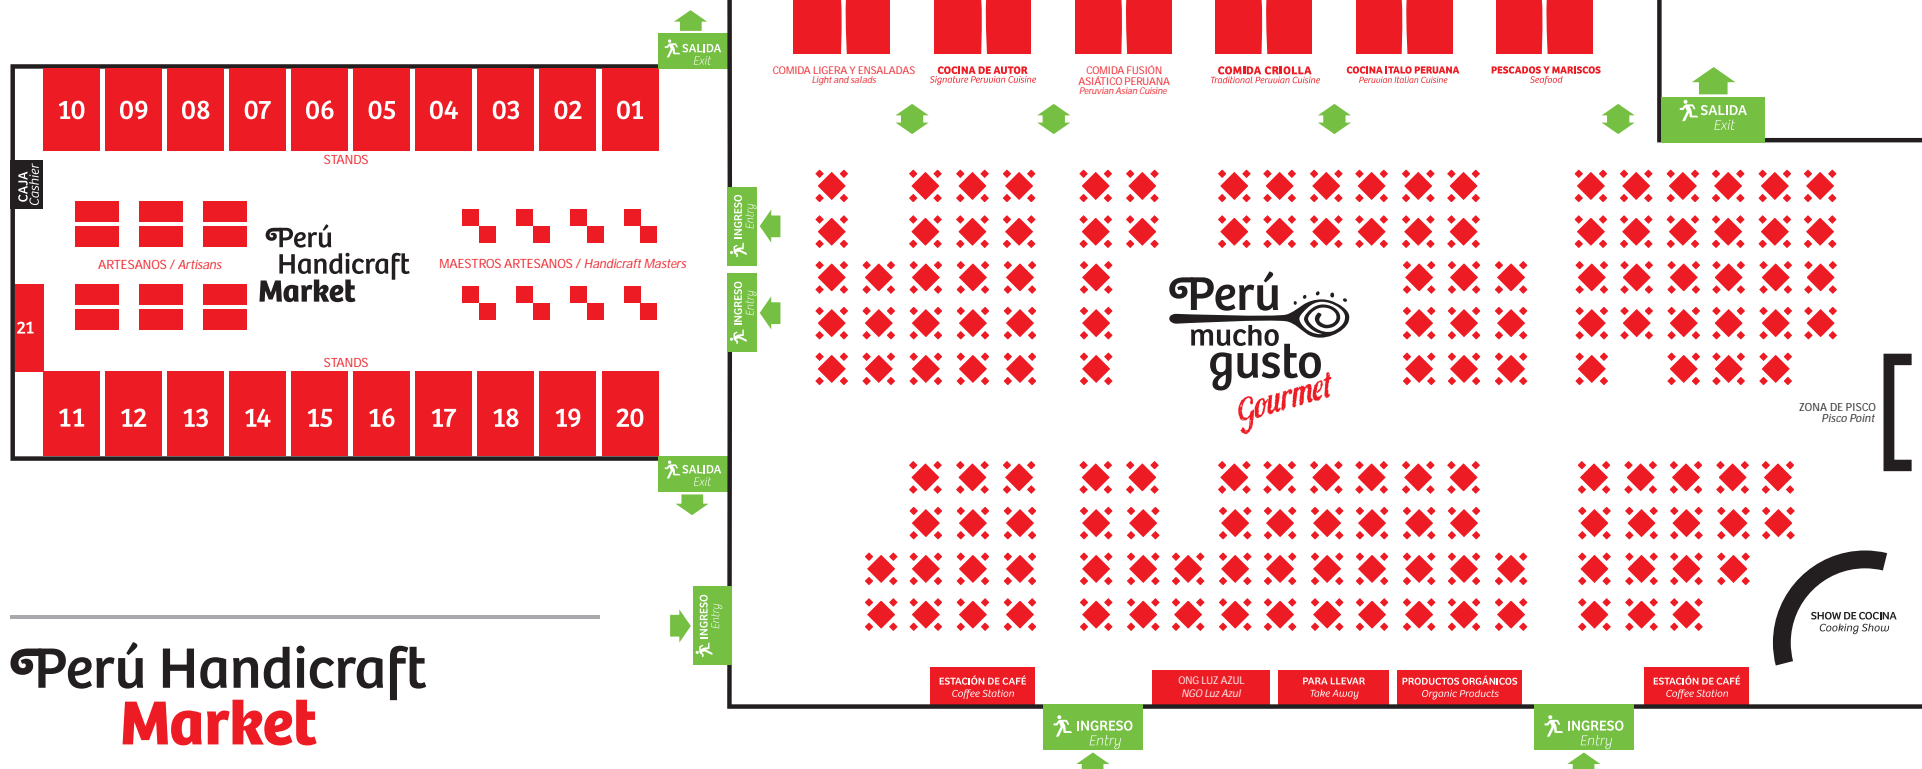 SALIDA
Exit
10
09
08
07
06
05
04
03
02
01
STANDS
CAJA
Cashier
ARTESANOS / Artisans
Perú
Handicraft
Market
MAESTROS ARTESANOS / Handicraft Masters
21
STANDS
11
12
13
14
15
16
17
18
19
20
SALIDA
Exit
Perú Handicraft
Market
COMIDA LIGERA Y ENSALADAS
Light and salads
COCINA DE AUTOR
Signature Peruvian Cuisine
COMIDA FUSIÓN
ASIÁTICO PERUANA
Peruvian Asian Cuisine
COMIDA CRIOLLA
Traditional Peruvian Cuisine
COCINA ITALO PERUANA
Peruvian Italian Cuisine
PESCADOS Y MARISCOS
Seafood
SALIDA
Exit
INGRESO
Entry
INGRESO
Entry
Perú
mucho
gusto
Gourmet
ZONA DE PISCO
Pisco Point
INGRESO
Entry
SHOW DE COCINA
Cooking Show
ESTACIÓN DE CAFÉ
Coffee Station
ONG LUZ AZUL
NGO Luz Azul
PARA LLEVAR
Take Away
PRODUCTOS ORGÁNICOS
Organic Products
ESTACIÓN DE CAFÉ
Coffee Station
INGRESO
Entry
INGRESO
Entry